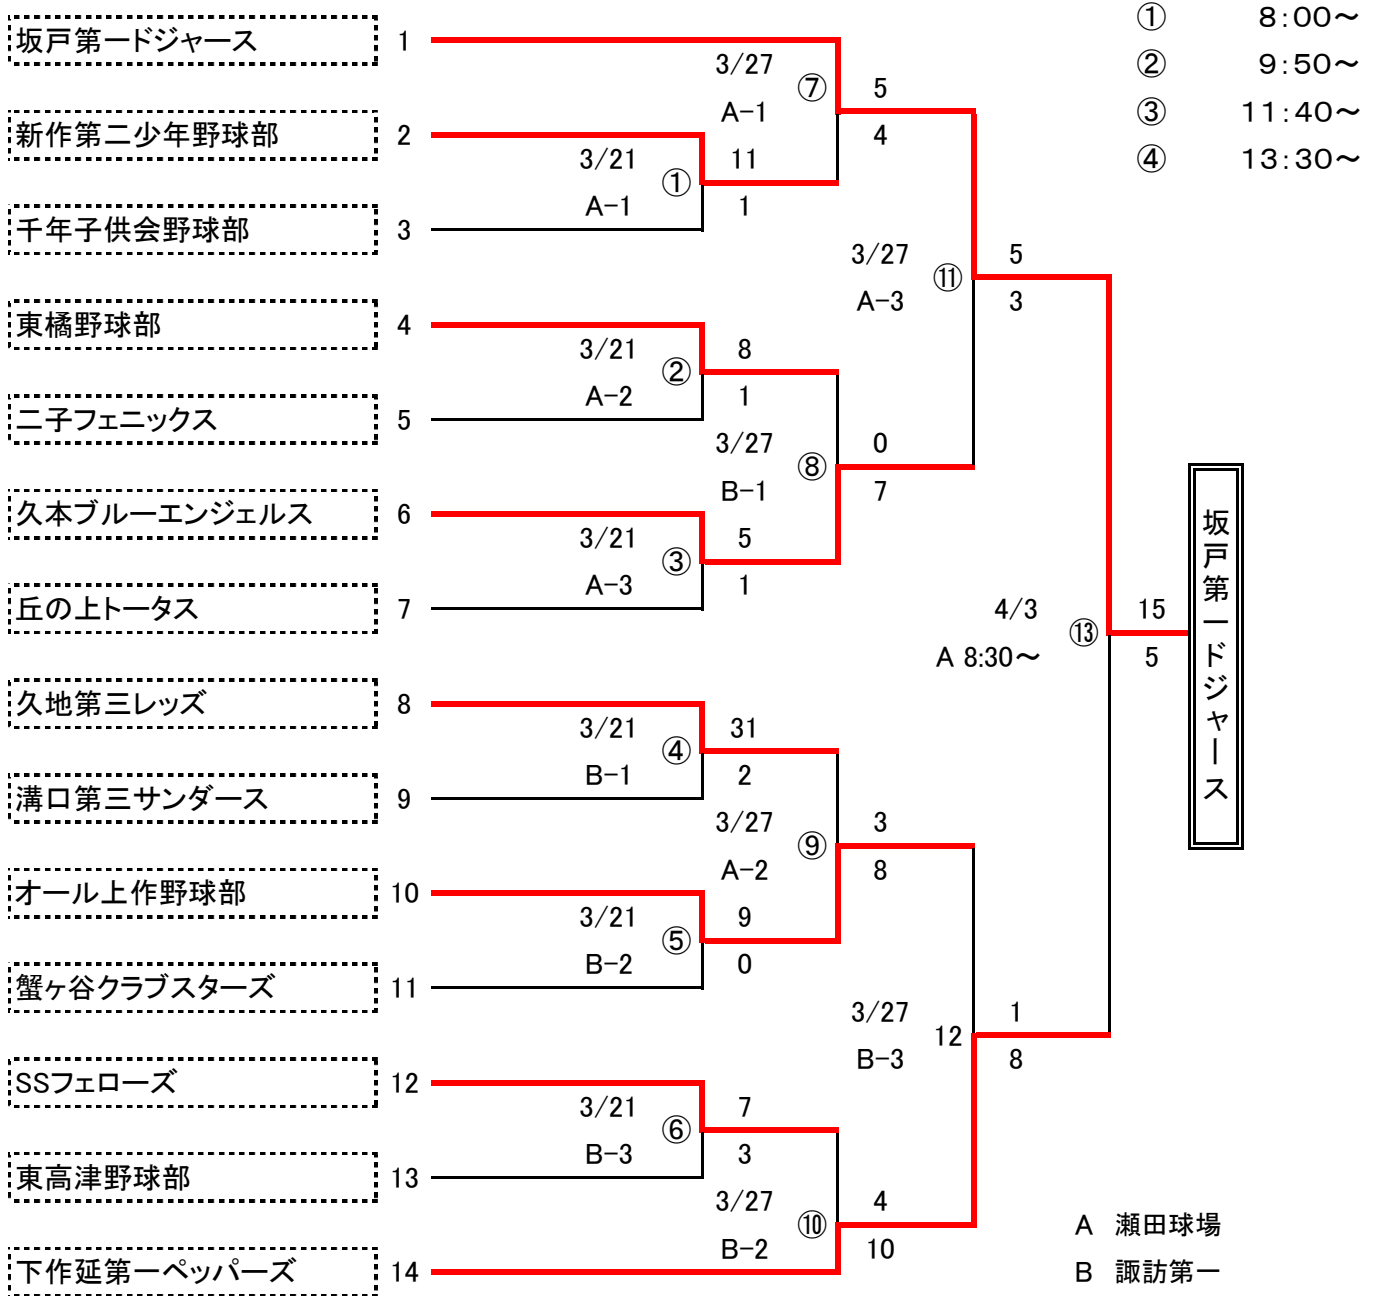 ① 8:00～
坂戸第一ドジャース 1
3/27 ⑦ 5
② 9:50～
A-1 4
③ 11:40～
新作第二少年野球部 2
3/21 ① 11
④ 13:30～
A-1 1
千年子供会野球部 3
3/27 ⑪ 5
A-3 3
東橘野球部 4
3/21 ② 8
A-2 1
二子フェニックス 5
3/27 ⑧ 0
B-1 7
久本ブルーエンジェルス 6
3/21 ③ 5
A-3 1
丘の上トータス 7
4/3 ⑬ 15
A 8:30～ 5
坂戸第一ドジャース
久地第三レッズ 8
3/21 ④ 31
B-1 2
溝口第三サンダース 9
3/27 ⑨ 3
A-2 8
オール上作野球部 10
3/21 ⑤ 9
B-2 0
蟹ヶ谷クラブスターズ 11
3/27 12 1
B-3 8
SSフェローズ 12
3/21 ⑥ 7
B-3 3
東高津野球部 13
3/27 ⑩ 4
B-2 10
A 瀬田球場
下作延第一ペッパーズ 14
B 諏訪第一